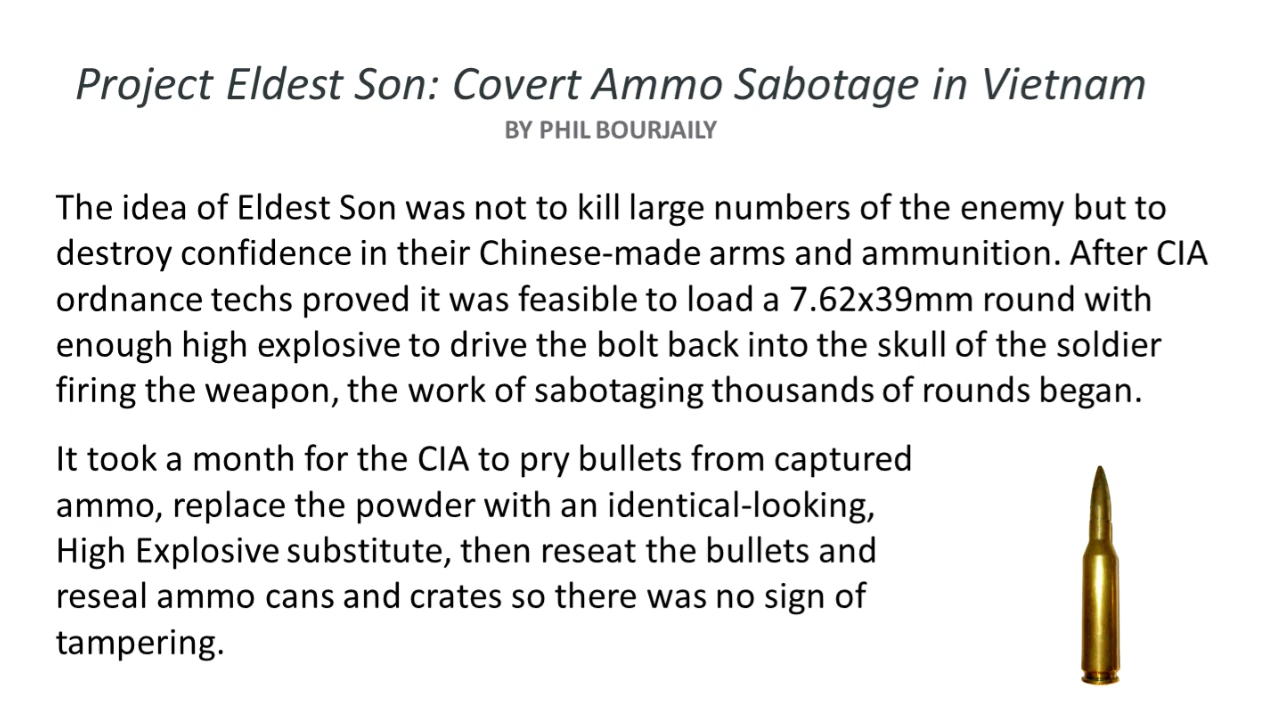 Project Eldest Son: Covert Ammo Sabotage in Vietnam
BY PHIL BOURJAILY
The idea of Eldest Son was not to kill large numbers of the enemy but to
destroy confidence in their Chinese-made arms and ammunition. After CIA
ordnance techs proved it was feasible to load a 7.62x39mm round with
enough high explosive to drive the bolt back into the skull of the soldier
firing the weapon, the work of sabotaging thousands of rounds began.
It took a month for the CIA to pry bullets from captured
ammo, replace the powder with an identical-looking,
High Explosive substitute, then reseat the bullets and
reseal ammo cans and crates so there was no sign of
tampering.